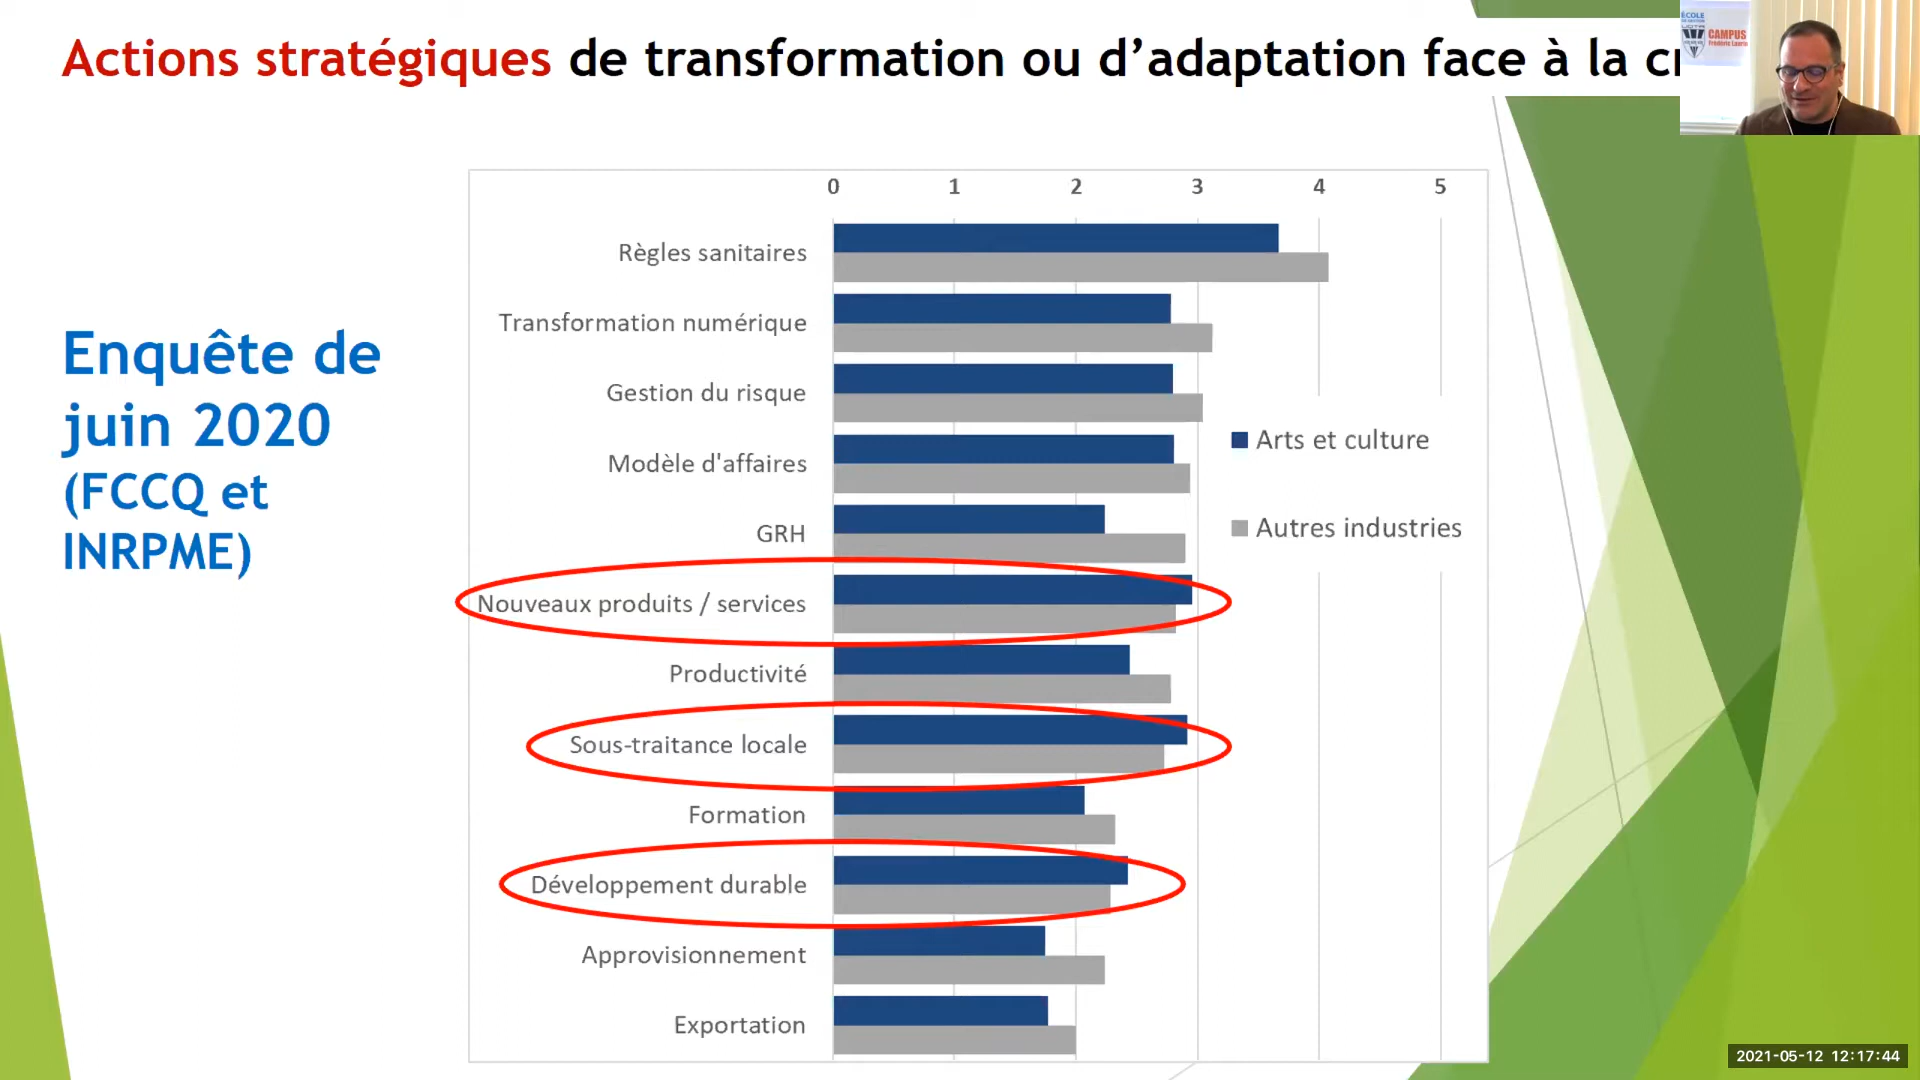 Actions stratégiques de transformation ou d’adaptation face à la
ÉCOLE
CAMPUS
Enquête de
juin 2020
(FCCQ et
INRPME)
0 1 2 3 4 5
Règles sanitaires
Transformation numérique
Gestion du risque
Modèle d'affaires
GRH
Nouveaux produits / services
Productivité
Sous-traitance locale
Formation
Développement durable
Approvisionnement
Exportation
Arts et culture
Autres industries
2021-05-12 12:17:44